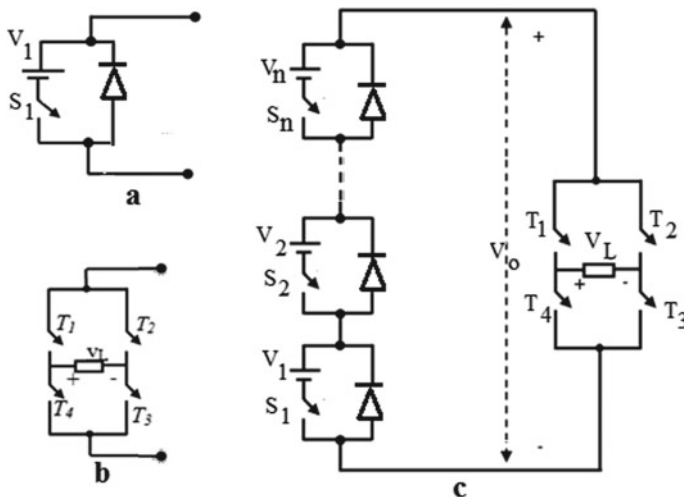 V1
S1
a
T1 T2
vL
+ -
T4 T3
b
Vn
Sn
V2
S2
V1
S1
+
Vo
-
T1 T2
VL
+ -
T4 T3
c